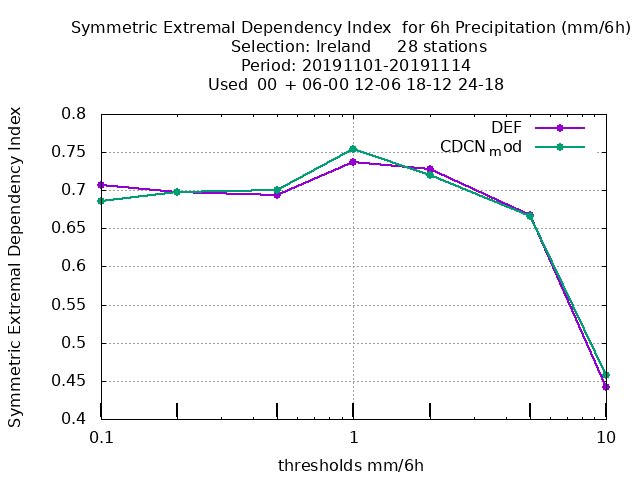 Symmetric Extremal Dependency Index  for 6h Precipitation (mm/6h)
Selection: Ireland     28 stations
Period: 20191101-20191114
Used  00 + 06-00 12-06 18-12 24-18
Symmetric Extremal Dependency Index
0.8
0.75
0.7
0.65
0.6
0.55
0.5
0.45
0.4
DEF
CDCNmod
0.1
1
10
thresholds mm/6h